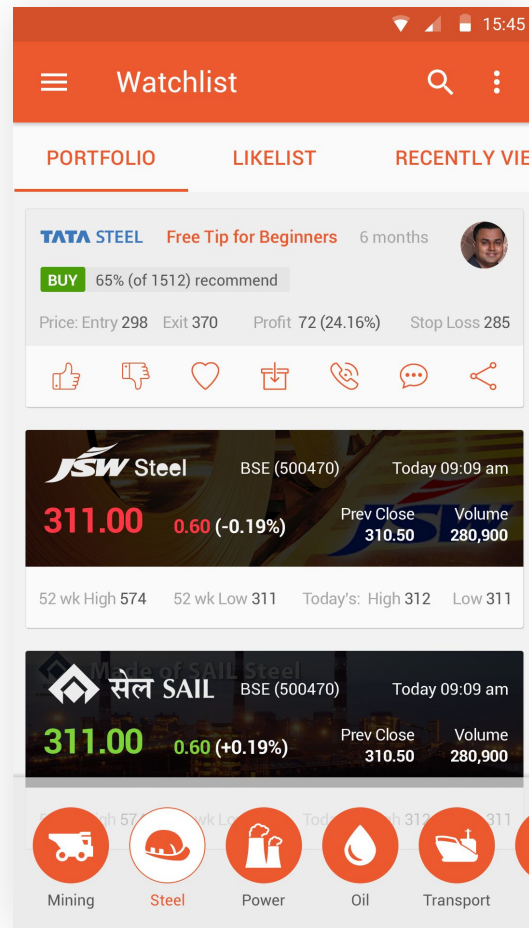 15:45
Watchlist
PORTFOLIO LIKELIST RECENTLY VIE
TATA STEEL Free Tip for Beginners 6 months
BUY 65% (of 1512) recommend
Price: Entry 298 Exit 370 Profit 72 (24.16%) Stop Loss 285
JSW Steel BSE (500470) Today 09:09 am
311.00 0.60 (-0.19%) Prev Close 310.50 Volume 280,900
JSW
52 wk High 574 52 wk Low 311 Today's: High 312 Low 311
Made of SAIL Steel
सेल SAIL BSE (500470) Today 09:09 am
311.00 0.60 (+0.19%) Prev Close 310.50 Volume 280,900
Mining Steel Power Oil Transport